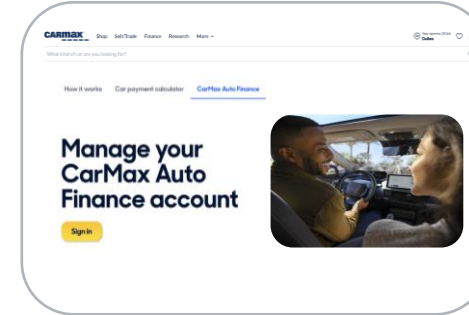 CARMAX Shop Sell/Trade Finance Research More
Dallas
What kind of car are you looking for?
How it works Car payment calculator CarMax Auto Finance
Manage your
CarMax Auto
Finance account
Sign in